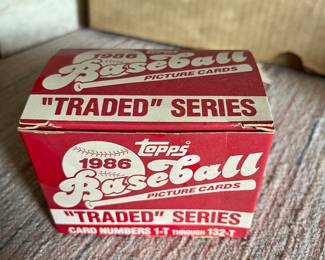 1986
Baseball
PICTURE CARDS
"TRADED" SERIES
Topps
1986
Baseball
PICTURE CARDS
"TRADED" SERIES
CARD NUMBERS 1-T THROUGH 132-T